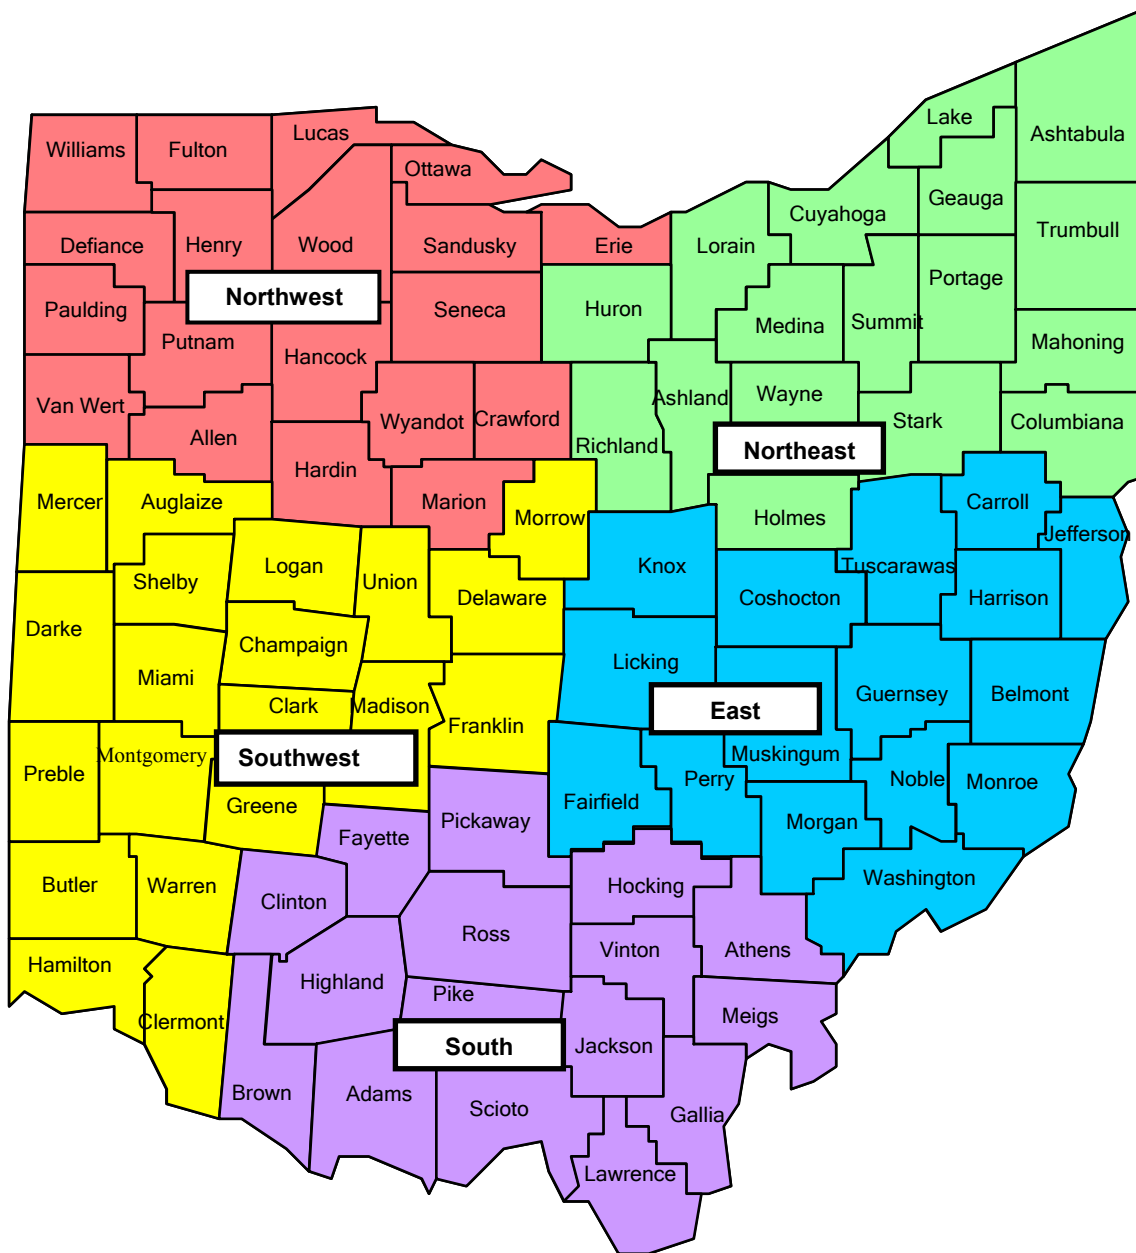 Lake
Ashtabula
Lucas
Williams
Fulton
Ottawa
Geauga
Cuyahoga
Trumbull
Defiance
Henry
Wood
Sandusky
Erie
Lorain
Portage
Northwest
Paulding
Seneca
Huron
Medina
Summit
Putnam
Hancock
Mahoning
Van Wert
Wyandot
Crawford
Ashland
Wayne
Stark
Columbiana
Allen
Richland
Northeast
Hardin
Mercer
Auglaize
Marion
Morrow
Holmes
Carroll
Jefferson
Logan
Knox
Tuscarawas
Shelby
Union
Delaware
Coshocton
Harrison
Darke
Champaign
Licking
Miami
Guernsey
Belmont
Clark
Madison
Franklin
East
Montgomery
Southwest
Muskingum
Preble
Perry
Noble
Monroe
Greene
Fairfield
Pickaway
Morgan
Fayette
Butler
Warren
Hocking
Washington
Clinton
Ross
Vinton
Athens
Hamilton
Highland
Pike
Clermont
South
Jackson
Meigs
Brown
Adams
Scioto
Gallia
Lawrence